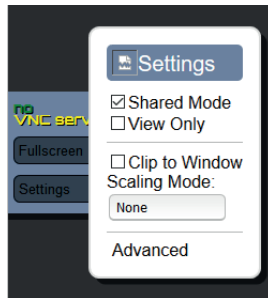 Settings
Shared Mode
View Only
Clip to Window
Scaling Mode:
None
Advanced
no
VNC serv
Fullscreen
Settings